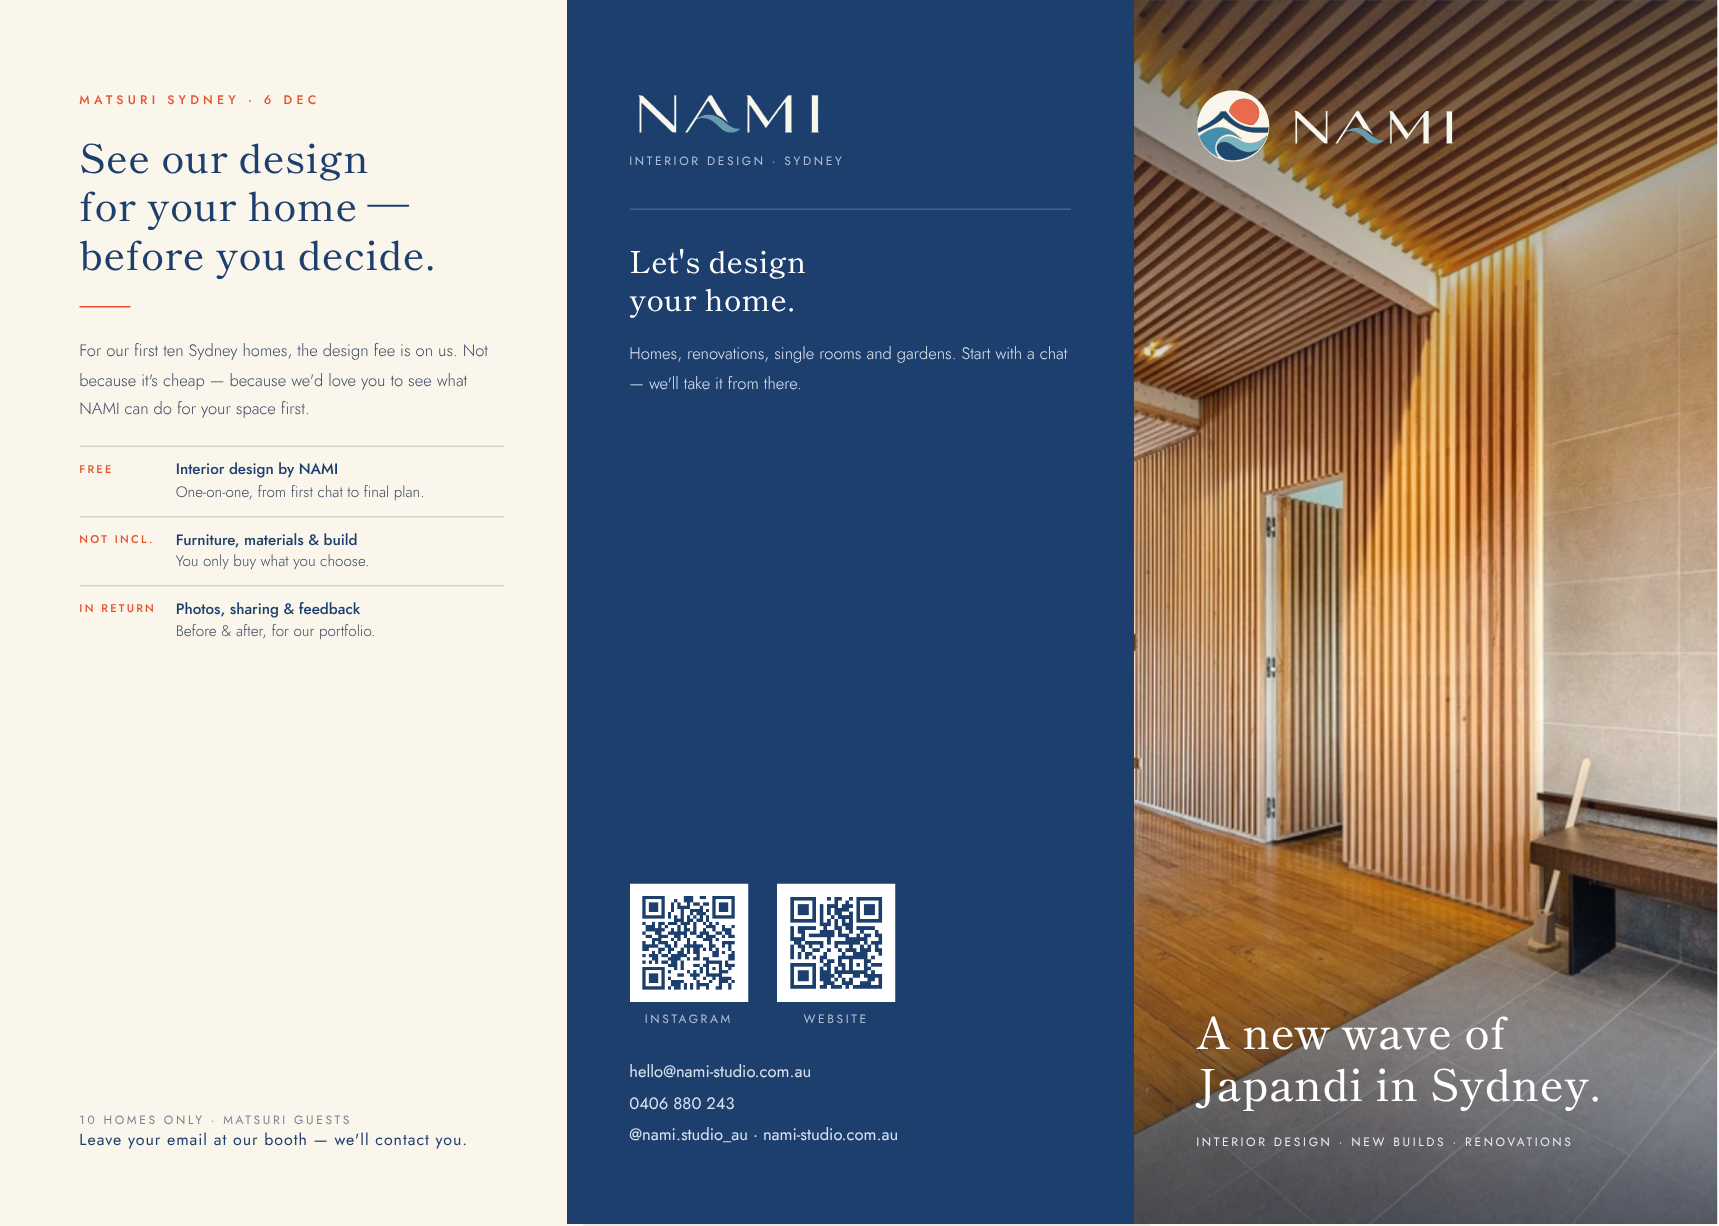 MATSURI SYDNEY · 6 DEC
See our design
for your home —
before you decide.
For our first ten Sydney homes, the design fee is on us. Not
because it's cheap — because we'd love you to see what
NAMI can do for your space first.
FREE
Interior design by NAMI
One-on-one, from first chat to final plan.
NOT INCL.
Furniture, materials & build
You only buy what you choose.
IN RETURN
Photos, sharing & feedback
Before & after, for our portfolio.
10 HOMES ONLY · MATSURI GUESTS
Leave your email at our booth — we'll contact you.
NAMI
INTERIOR DESIGN · SYDNEY
Let's design
your home.
Homes, renovations, single rooms and gardens. Start with a chat
— we'll take it from there.
INSTAGRAM
WEBSITE
hello@nami-studio.com.au
0406 880 243
@nami.studio_au · nami-studio.com.au
NAMI
A new wave of
Japandi in Sydney.
INTERIOR DESIGN · NEW BUILDS · RENOVATIONS